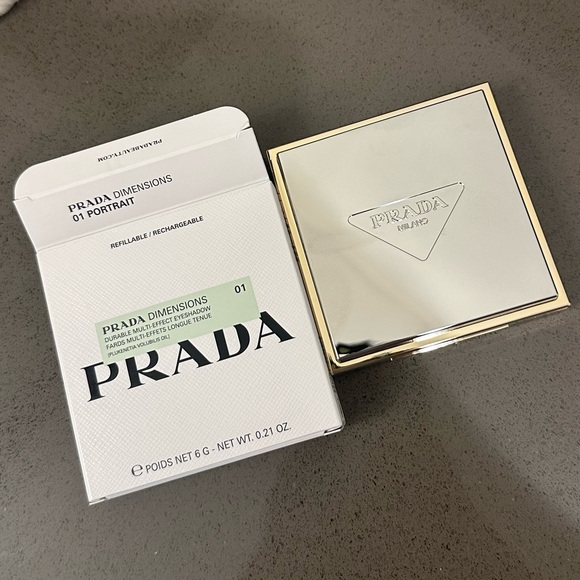 PRADABEAUTY.COM
PRADA DIMENSIONS
01 PORTRAIT
REFILLABLE / RECHARGEABLE
PRADA DIMENSIONS 01
DURABLE MULTI-EFFECT EYESHADOW
FARDS MULTI-EFFETS LONGUE TENUE
(PLUKENETIA VOLUBILIS OIL)
PRADA
℮ POIDS NET 6 G - NET WT. 0.21 OZ.
PRADA
MILANO